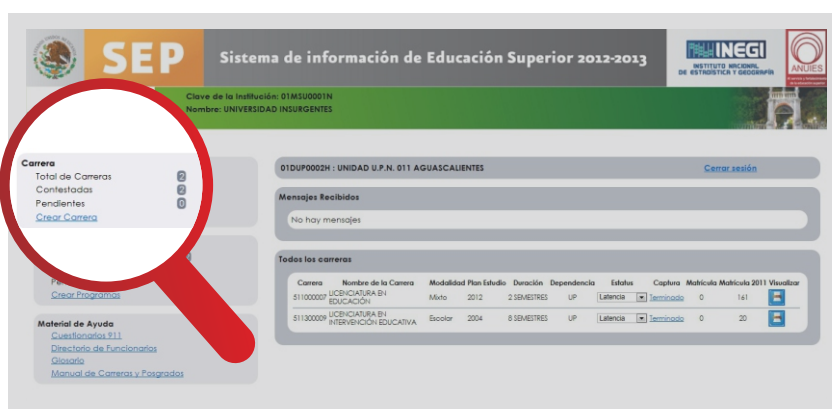 SEP
Sistema de información de Educación Superior 2012-2013
INEGI
INSTITUTO NACIONAL
DE ESTADÍSTICA Y GEOGRAFÍA
ANUIES
Clave de la Institución: 01MSU0001N
Nombre: UNIVERSIDAD INSURGENTES
Carrera
Total de Carreras 2
Contestadas 2
Pendientes 0
Crear Carrera
Crear Programas
Material de Ayuda
Cuestionarios 911
Directorio de Funcionarios
Glosario
Manual de Carreras y Posgrados
01DUP0002H : UNIDAD U.P.N. 011 AGUASCALIENTES Cerrar sesión
Mensajes Recibidos
No hay mensajes
Todos los carreras
Carrera Nombre de la Carrera Modalidad Plan Estudio Duración Dependencia Estatus Captura Matricula Matricula 2011 Visualizar
511000007 LICENCIATURA EN EDUCACIÓN Mixto 2012 2 SEMESTRES UP Latencia Terminado 0 161
511300009 LICENCIATURA EN INTERVENCIÓN EDUCATIVA Escolar 2004 8 SEMESTRES UP Latencia Terminado 0 20